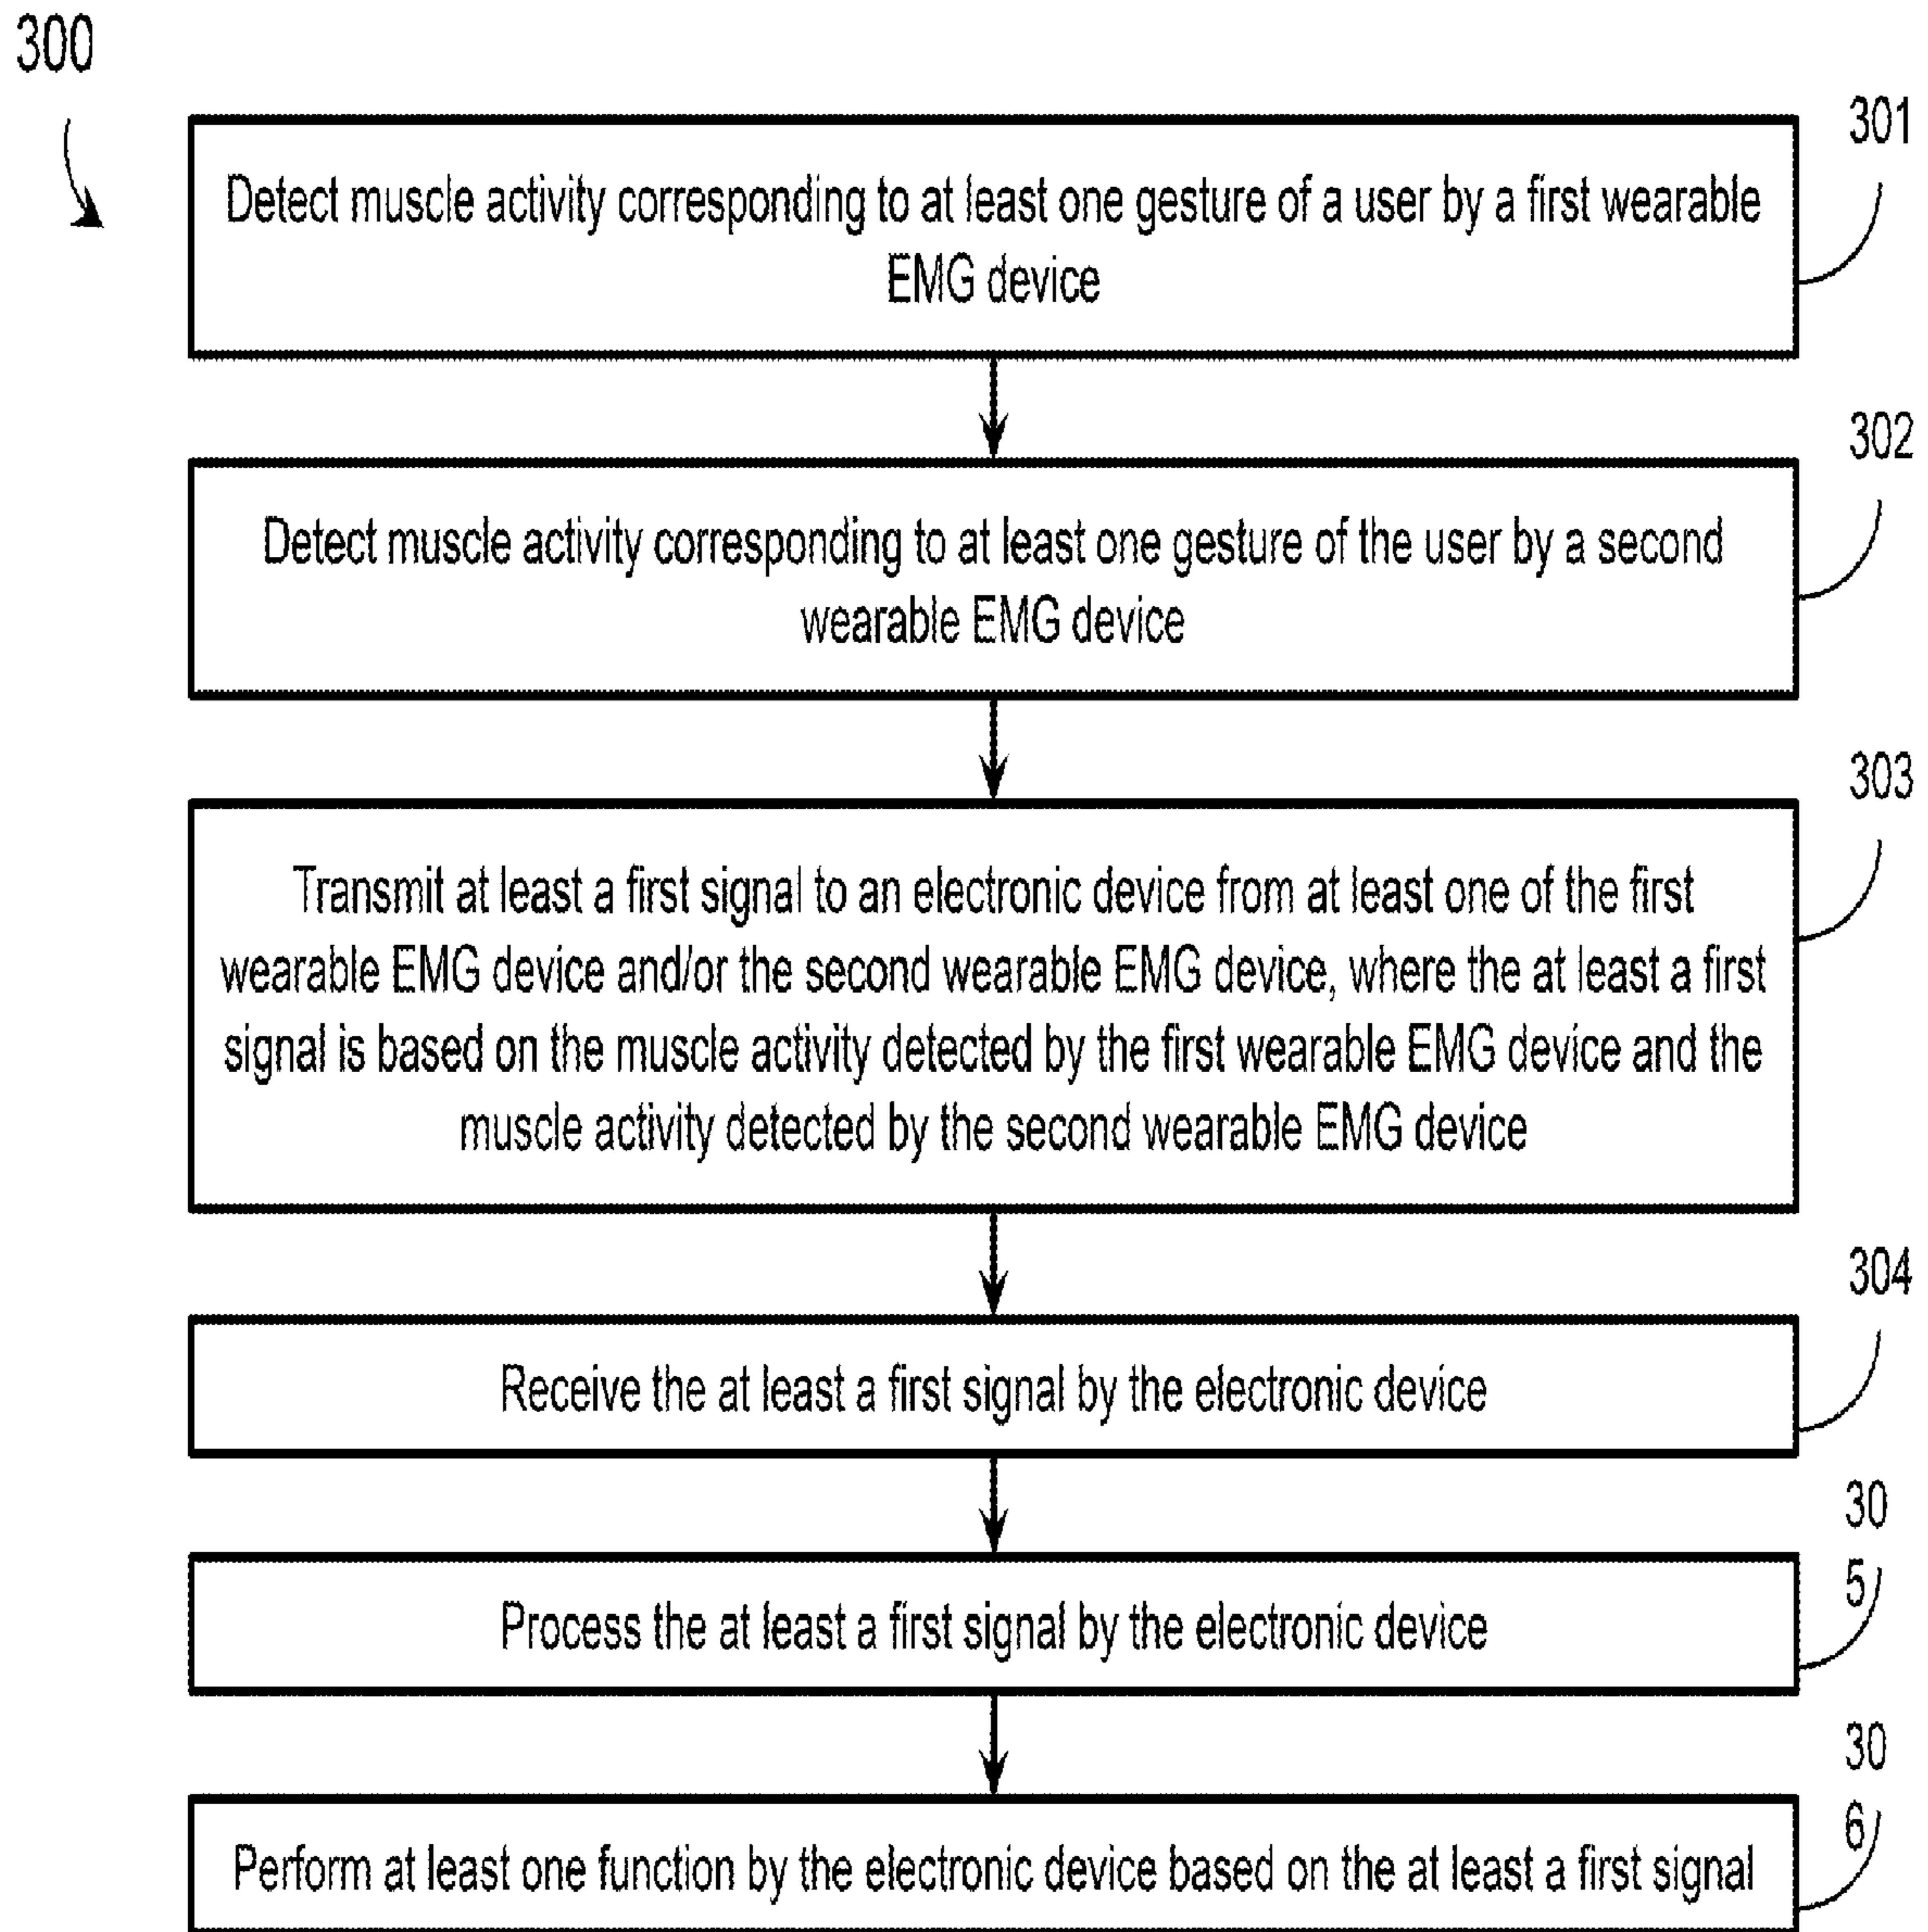 300
301
Detect muscle activity corresponding to at least one gesture of a user by a first wearable
EMG device
302
Detect muscle activity corresponding to at least one gesture of the user by a second
wearable EMG device
303
Transmit at least a first signal to an electronic device from at least one of the first
wearable EMG device and/or the second wearable EMG device, where the at least a first
signal is based on the muscle activity detected by the first wearable EMG device and the
muscle activity detected by the second wearable EMG device
304
Receive the at least a first signal by the electronic device
30
5
Process the at least a first signal by the electronic device
30
6
Perform at least one function by the electronic device based on the at least a first signal